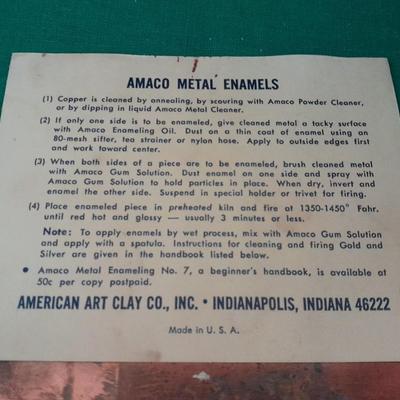 AMACO METAL ENAMELS
(1) Copper is cleaned by annealing, by scouring with Amaco Powder Cleaner,
or by dipping in liquid Amaco Metal Cleaner.
(2) If only one side is to be enameled, give cleaned metal a tacky surface
with Amaco Enameling Oil. Dust on a thin coat of enamel using an
80-mesh sifter, tea strainer or nylon hose. Apply to outside edges first
and work toward center.
(3) When both sides of a piece are to be enameled, brush cleaned metal
with Amaco Gum Solution. Dust enamel on one side and spray with
Amaco Gum Solution to hold particles in place. When dry, invert and
enamel the other side. Suspend in special holder or trivet for firing.
(4) Place enameled piece in preheated kiln and fire at 1350-1450° Fahr.
until red hot and glossy — usually 3 minutes or less.
Note: To apply enamels by wet process, mix with Amaco Gum Solution
and apply with a spatula. Instructions for cleaning and firing Gold and
Silver are given in the handbook listed below.
• Amaco Metal Enameling No. 7, a beginner's handbook, is available at
50c per copy postpaid.
AMERICAN ART CLAY CO., INC. • INDIANAPOLIS, INDIANA 46222
Made in U. S. A.